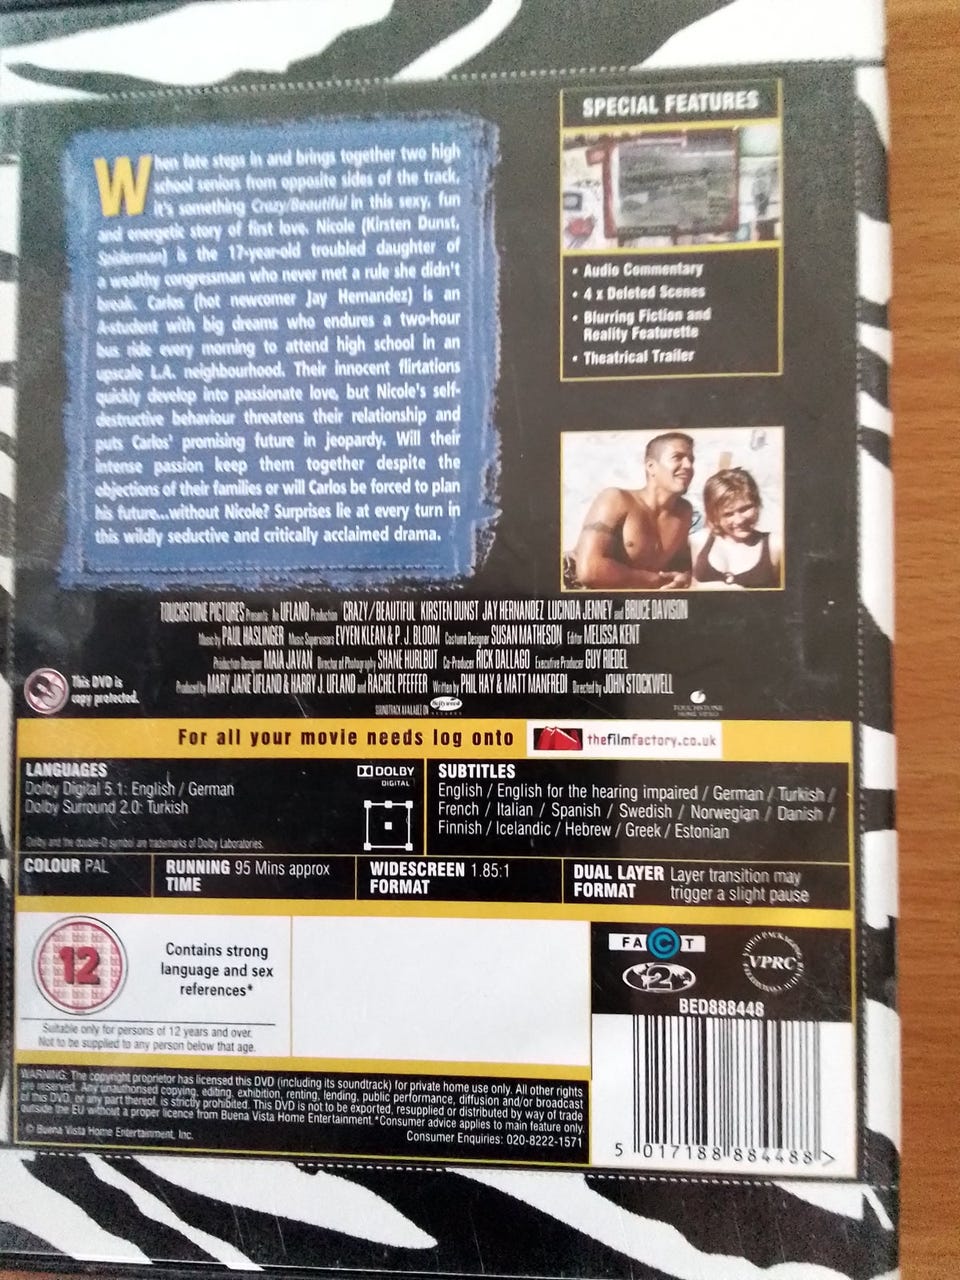 When fate steps in and brings together two high
school seniors from opposite sides of the track,
it's something Crazy/Beautiful in this sexy, fun
and energetic story of first love. Nicole (Kirsten Dunst,
Spiderman) is the 17-year-old troubled daughter of
a wealthy congressman who never met a rule she didn't
break. Carlos (hot newcomer Jay Hernandez) is an
A-student with big dreams who endures a two-hour
bus ride every morning to attend high school in an
upscale L.A. neighbourhood. Their innocent flirtations
quickly develop into passionate love, but Nicole's self-
destructive behaviour threatens their relationship and
puts Carlos' promising future in jeopardy. Will their
intense passion keep them together despite the
objections of their families or will Carlos be forced to plan
his future...without Nicole? Surprises lie at every turn in
this wildly seductive and critically acclaimed drama.
SPECIAL FEATURES
• Audio Commentary
• 4 x Deleted Scenes
• Blurring Fiction and
Reality Featurette
• Theatrical Trailer
TOUCHSTONE PICTURES Presents An UFLAND Production CRAZY/BEAUTIFUL KIRSTEN DUNST JAY HERNANDEZ LUCINDA JENNEY and BRUCE DAVISON
Music by PAUL HASLINGER Music Supervisors EVYEN KLEAN & P. J. BLOOM Costume Designer SUSAN MATHESON Editor MELISSA KENT
Production Designer MAIA JAVAN Director of Photography SHANE HURLBUT Co-Producer RICK DALLAGO Executive Producer GUY RIEDEL
Produced by MARY JANE UFLAND & HARRY J. UFLAND and RACHEL PFEFFER Written by PHIL HAY & MATT MANFREDI Directed by JOHN STOCKWELL
SOUNDTRACK AVAILABLE ON Hollywood RECORDS
This DVD is
copy protected.
TOUCHSTONE
HOME VIDEO
For all your movie needs log onto thefilmfactory.co.uk
LANGUAGES
Dolby Digital 5.1: English / German
Dolby Surround 2.0: Turkish
Dolby and the double-D symbol are trademarks of Dolby Laboratories.
DOLBY
DIGITAL
SUBTITLES
English / English for the hearing impaired / German / Turkish /
French / Italian / Spanish / Swedish / Norwegian / Danish /
Finnish / Icelandic / Hebrew / Greek / Estonian
COLOUR PAL
RUNNING 95 Mins approx
TIME
WIDESCREEN 1.85:1
FORMAT
DUAL LAYER Layer transition may
FORMAT trigger a slight pause
12
Contains strong
language and sex
references*
Suitable only for persons of 12 years and over.
Not to be supplied to any person below that age.
FACT
2
VPRC
BED888448
WARNING: The copyright proprietor has licensed this DVD (including its soundtrack) for private home use only. All other rights
are reserved. Any unauthorised copying, editing, exhibition, renting, lending, public performance, diffusion and/or broadcast
of this DVD, or any part thereof, is strictly prohibited. This DVD is not to be exported, resupplied or distributed by way of trade
outside the EU without a proper licence from Buena Vista Home Entertainment.*Consumer advice applies to main feature only.
© Buena Vista Home Entertainment, Inc.
Consumer Enquiries: 020-8222-1571
5 017188 884488 >